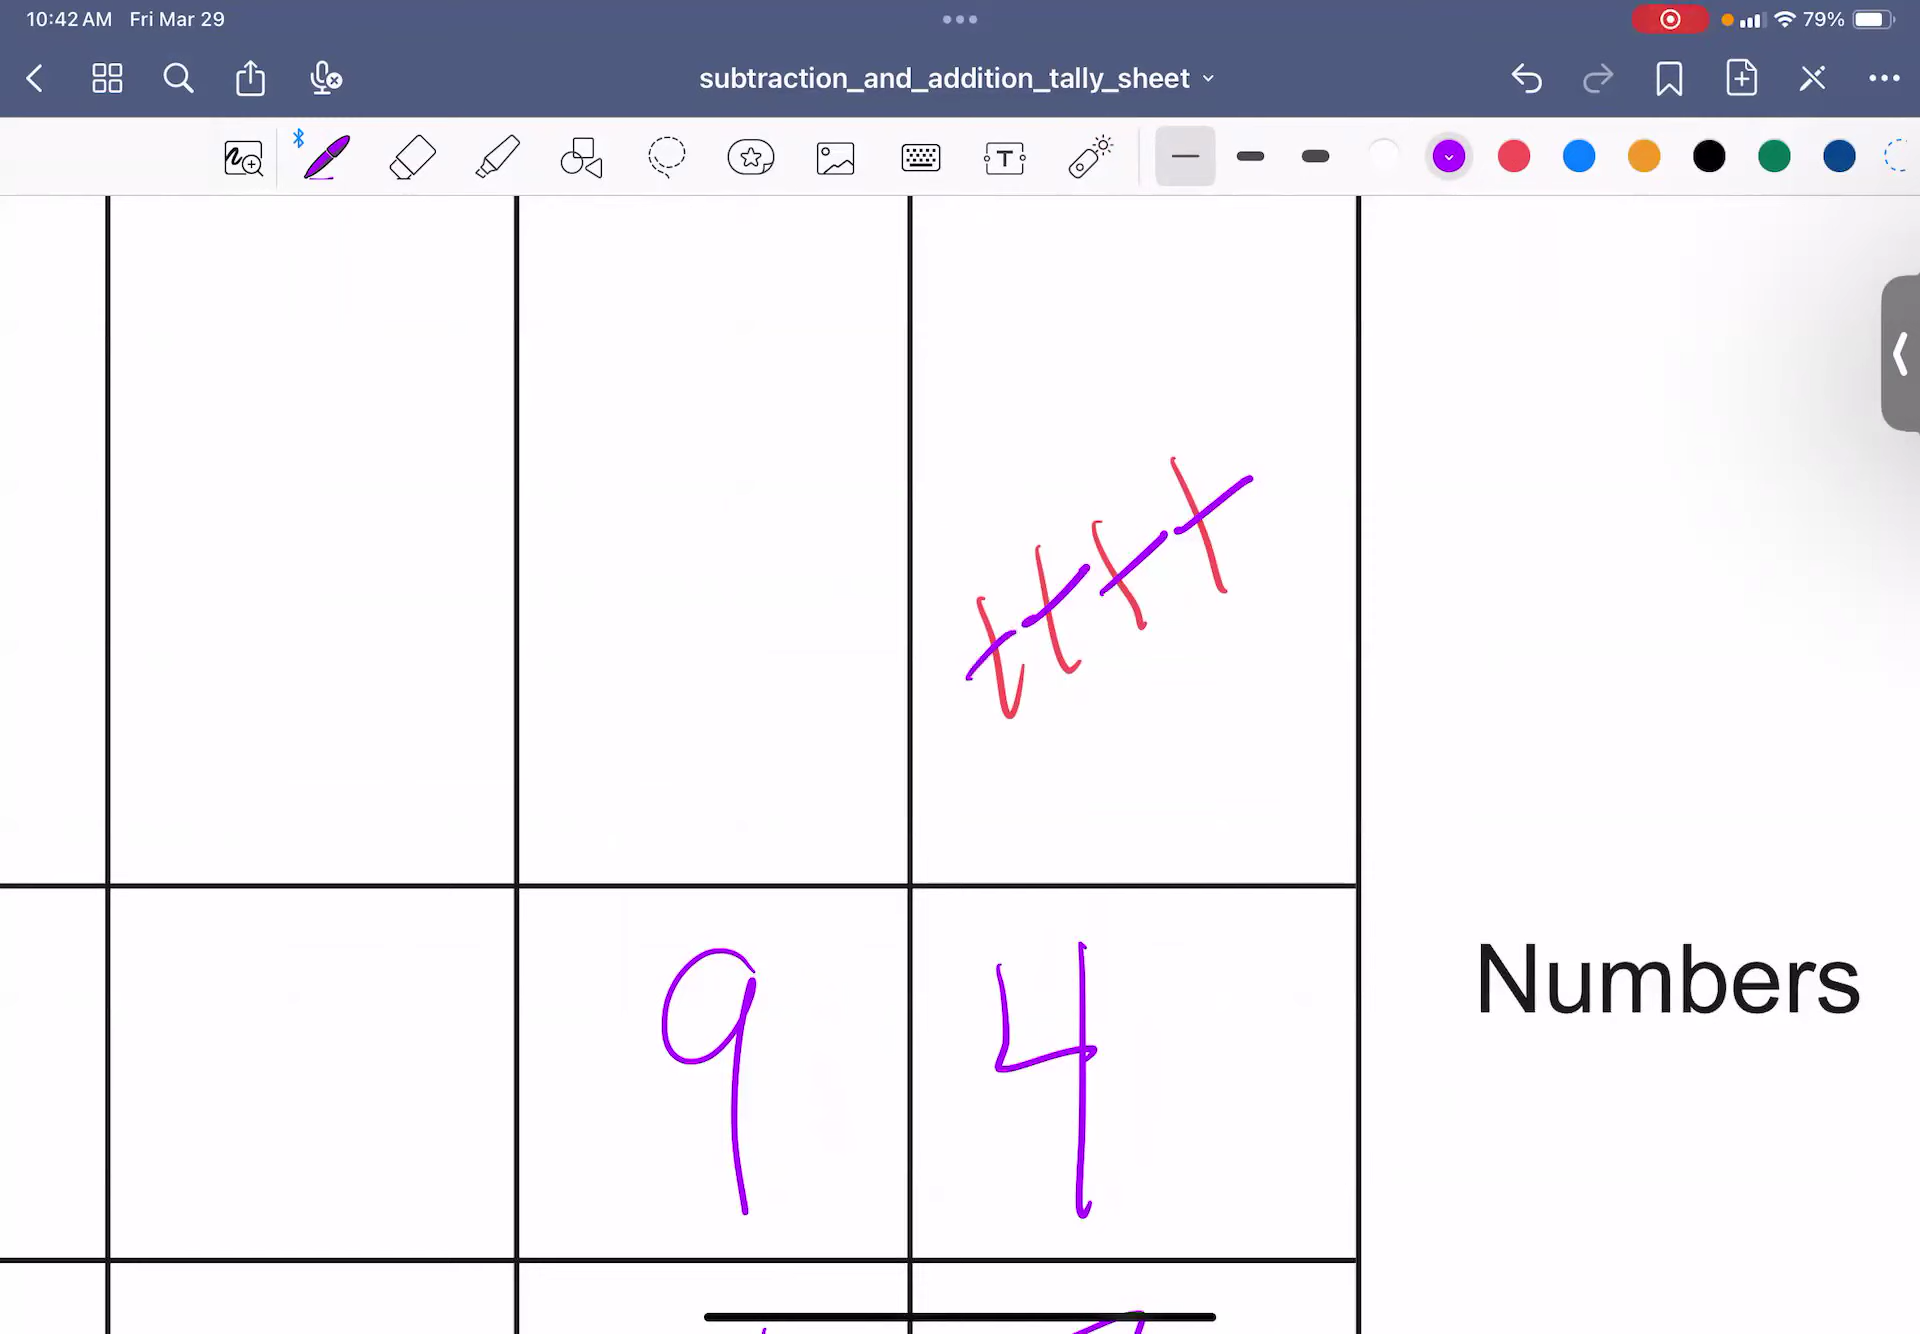 10:42 AM Fri Mar 29
79%
subtraction_and_addition_tally_sheet
T
9 4
Numbers